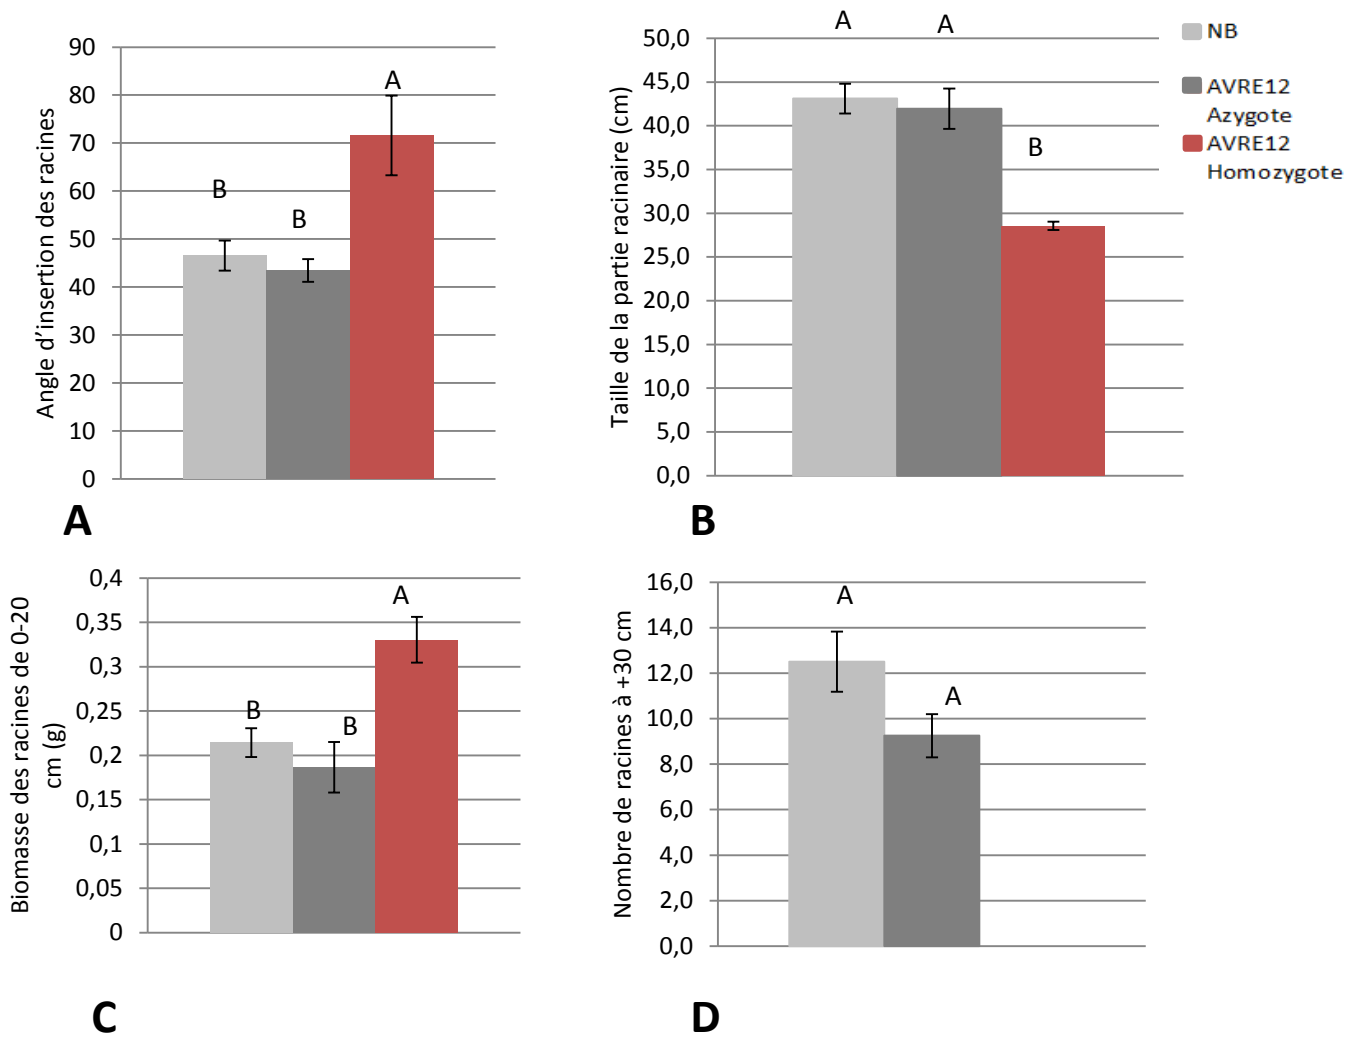 90
80
70
60
50
40
30
20
10
0
Angle d’insertion des racines
B
B
A
A
50,0
45,0
40,0
35,0
30,0
25,0
20,0
15,0
10,0
5,0
0,0
Taille de la partie racinaire (cm)
A
A
B
B
NB
AVRE12
Azygote
AVRE12
Homozygote
0,4
0,35
0,3
0,25
0,2
0,15
0,1
0,05
0
Biomasse des racines de 0-20
cm (g)
B
B
A
C
16,0
14,0
12,0
10,0
8,0
6,0
4,0
2,0
0,0
Nombre de racines à +30 cm
A
A
D